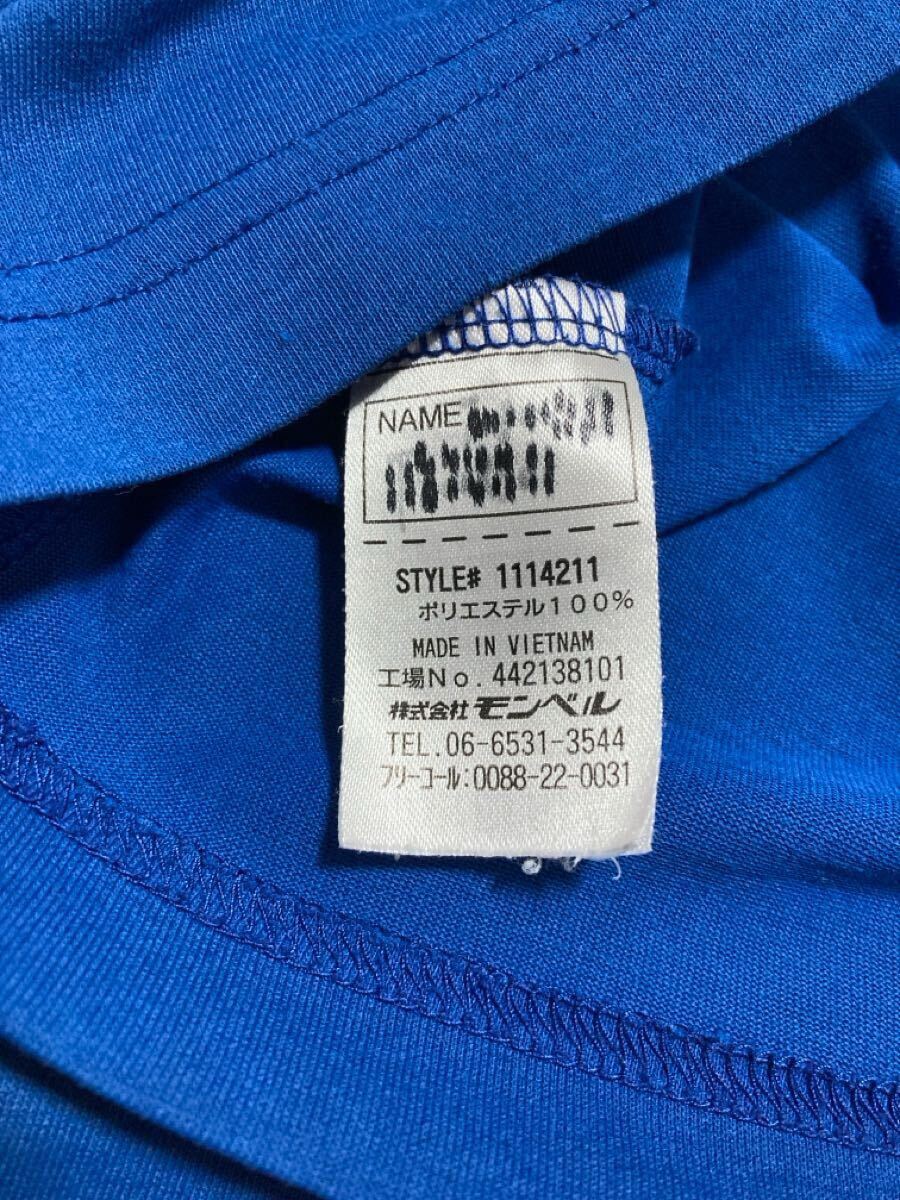 NAME
STYLE# 1114211
ポリエステル100%
MADE IN VIETNAM
工場No. 442138101
株式会社 モンベル
TEL.06-6531-3544
フリーコール:0088-22-0031